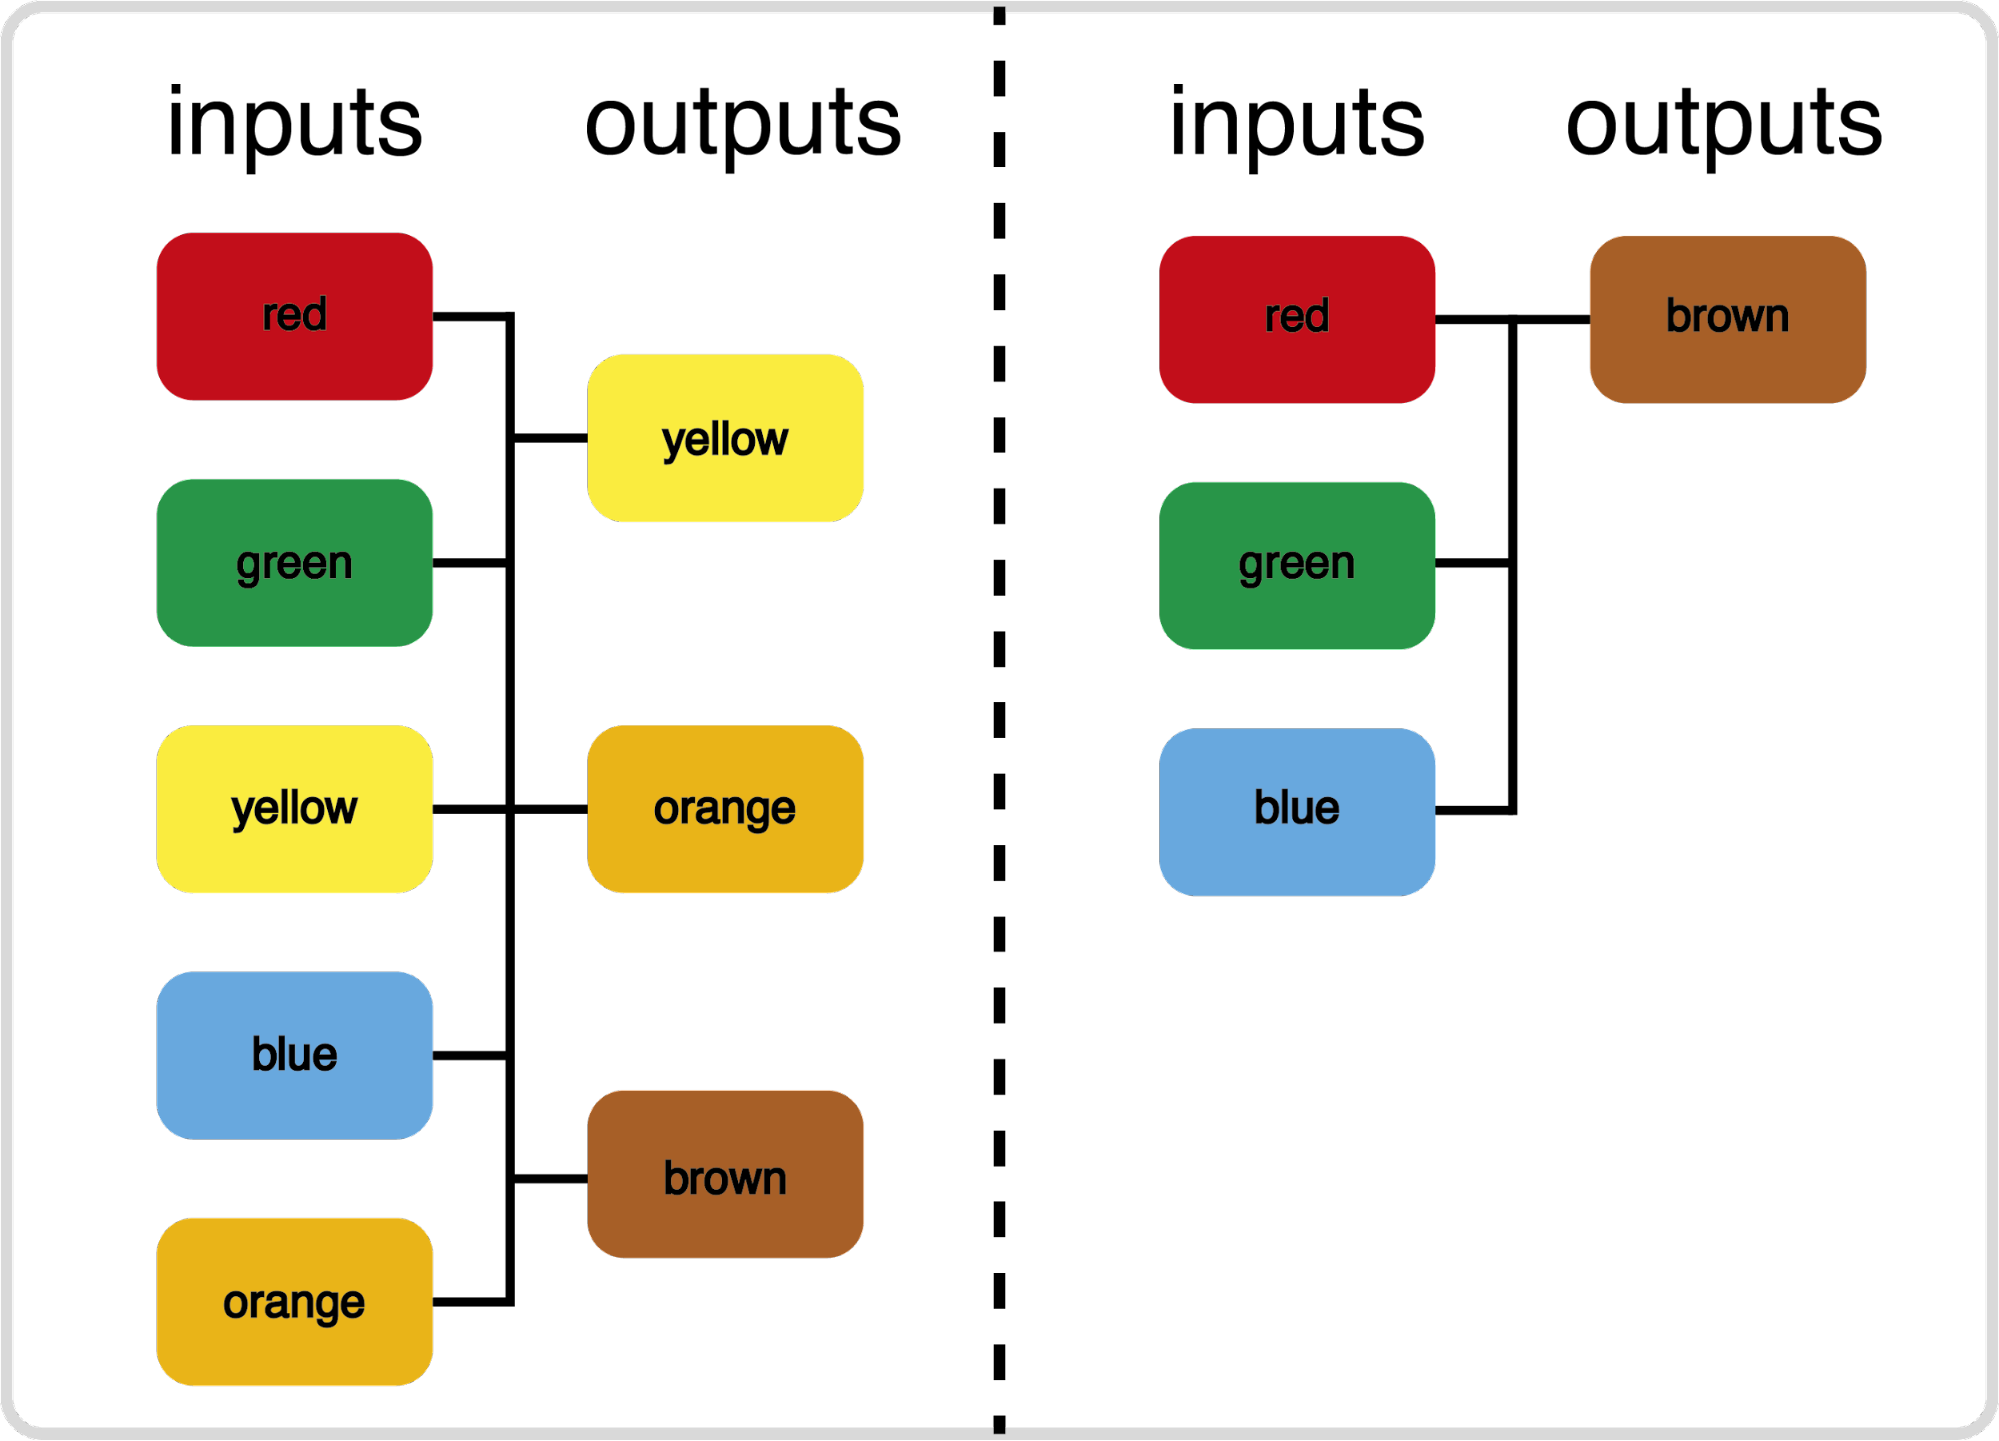 inputs
outputs
red
yellow
green
yellow
orange
blue
brown
orange
inputs
outputs
red
brown
green
blue